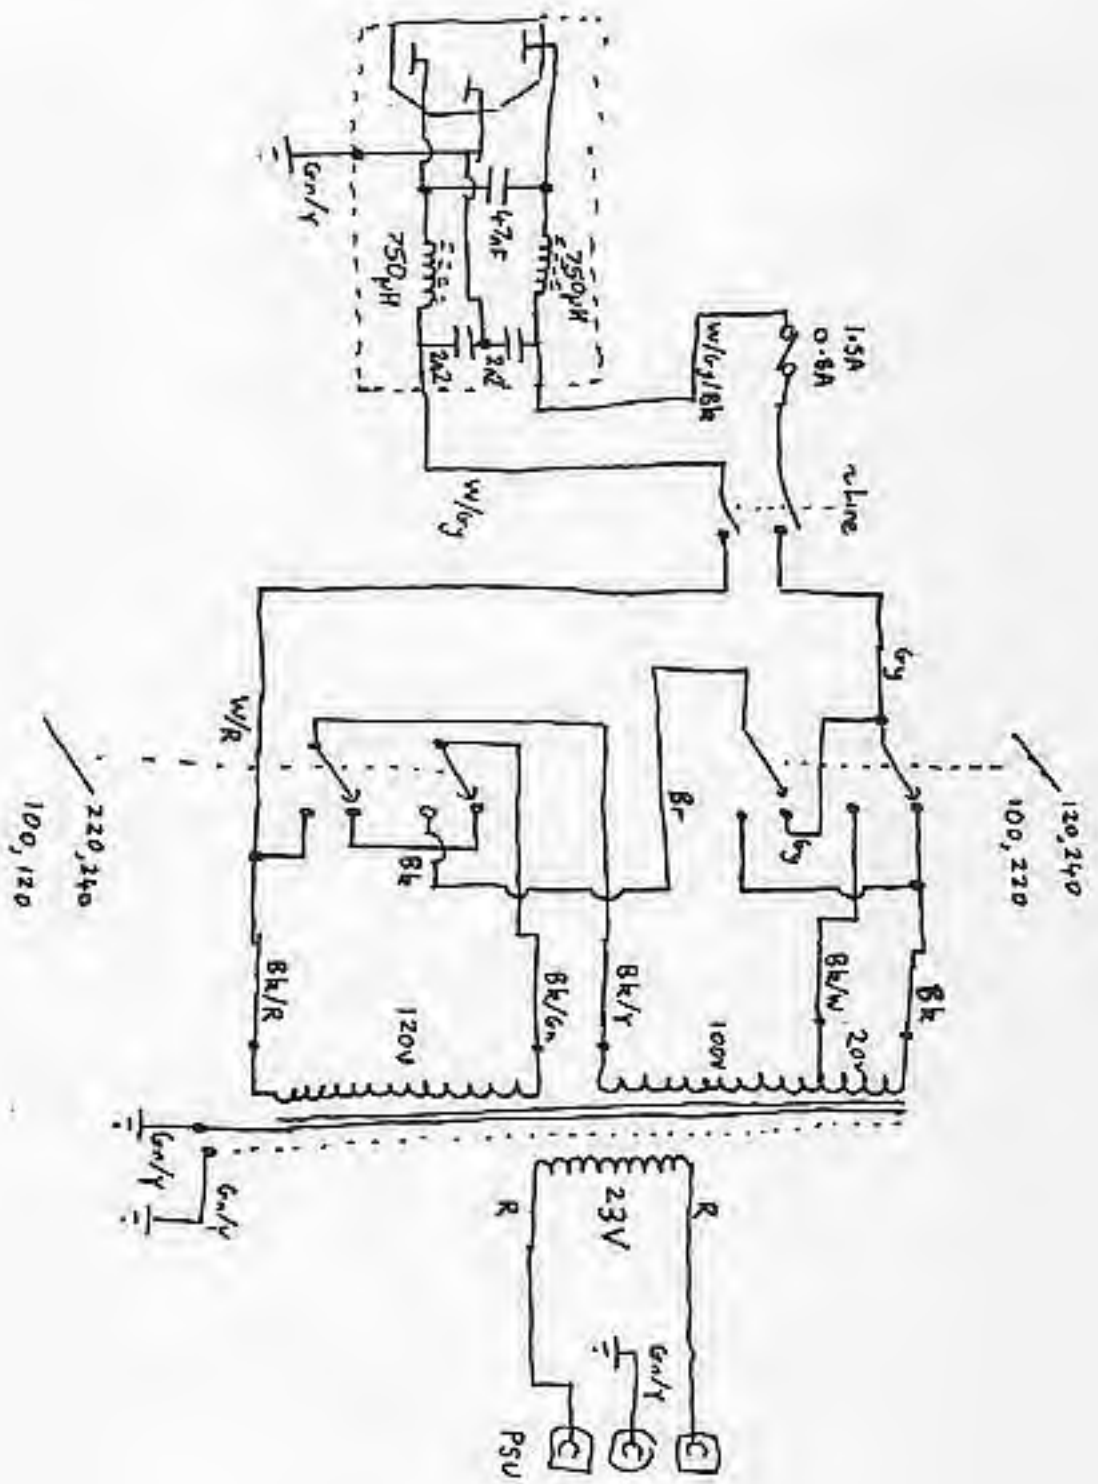 Gn/Y
47nF
750µH
750µH
2n2
2n2
W/Gy/Bk
1.5A
0.8A
~Line
W/Gy
Gy
W/R
Br
Gy
Bk
220,240
100,120
120,240
100,220
Bk/R
Bk/Gn
Bk/Y
Bk/W
Bk
120V
100V
20V
Gn/Y
Gn/Y
R
23V
R
Gn/Y
C
C
C
PSU